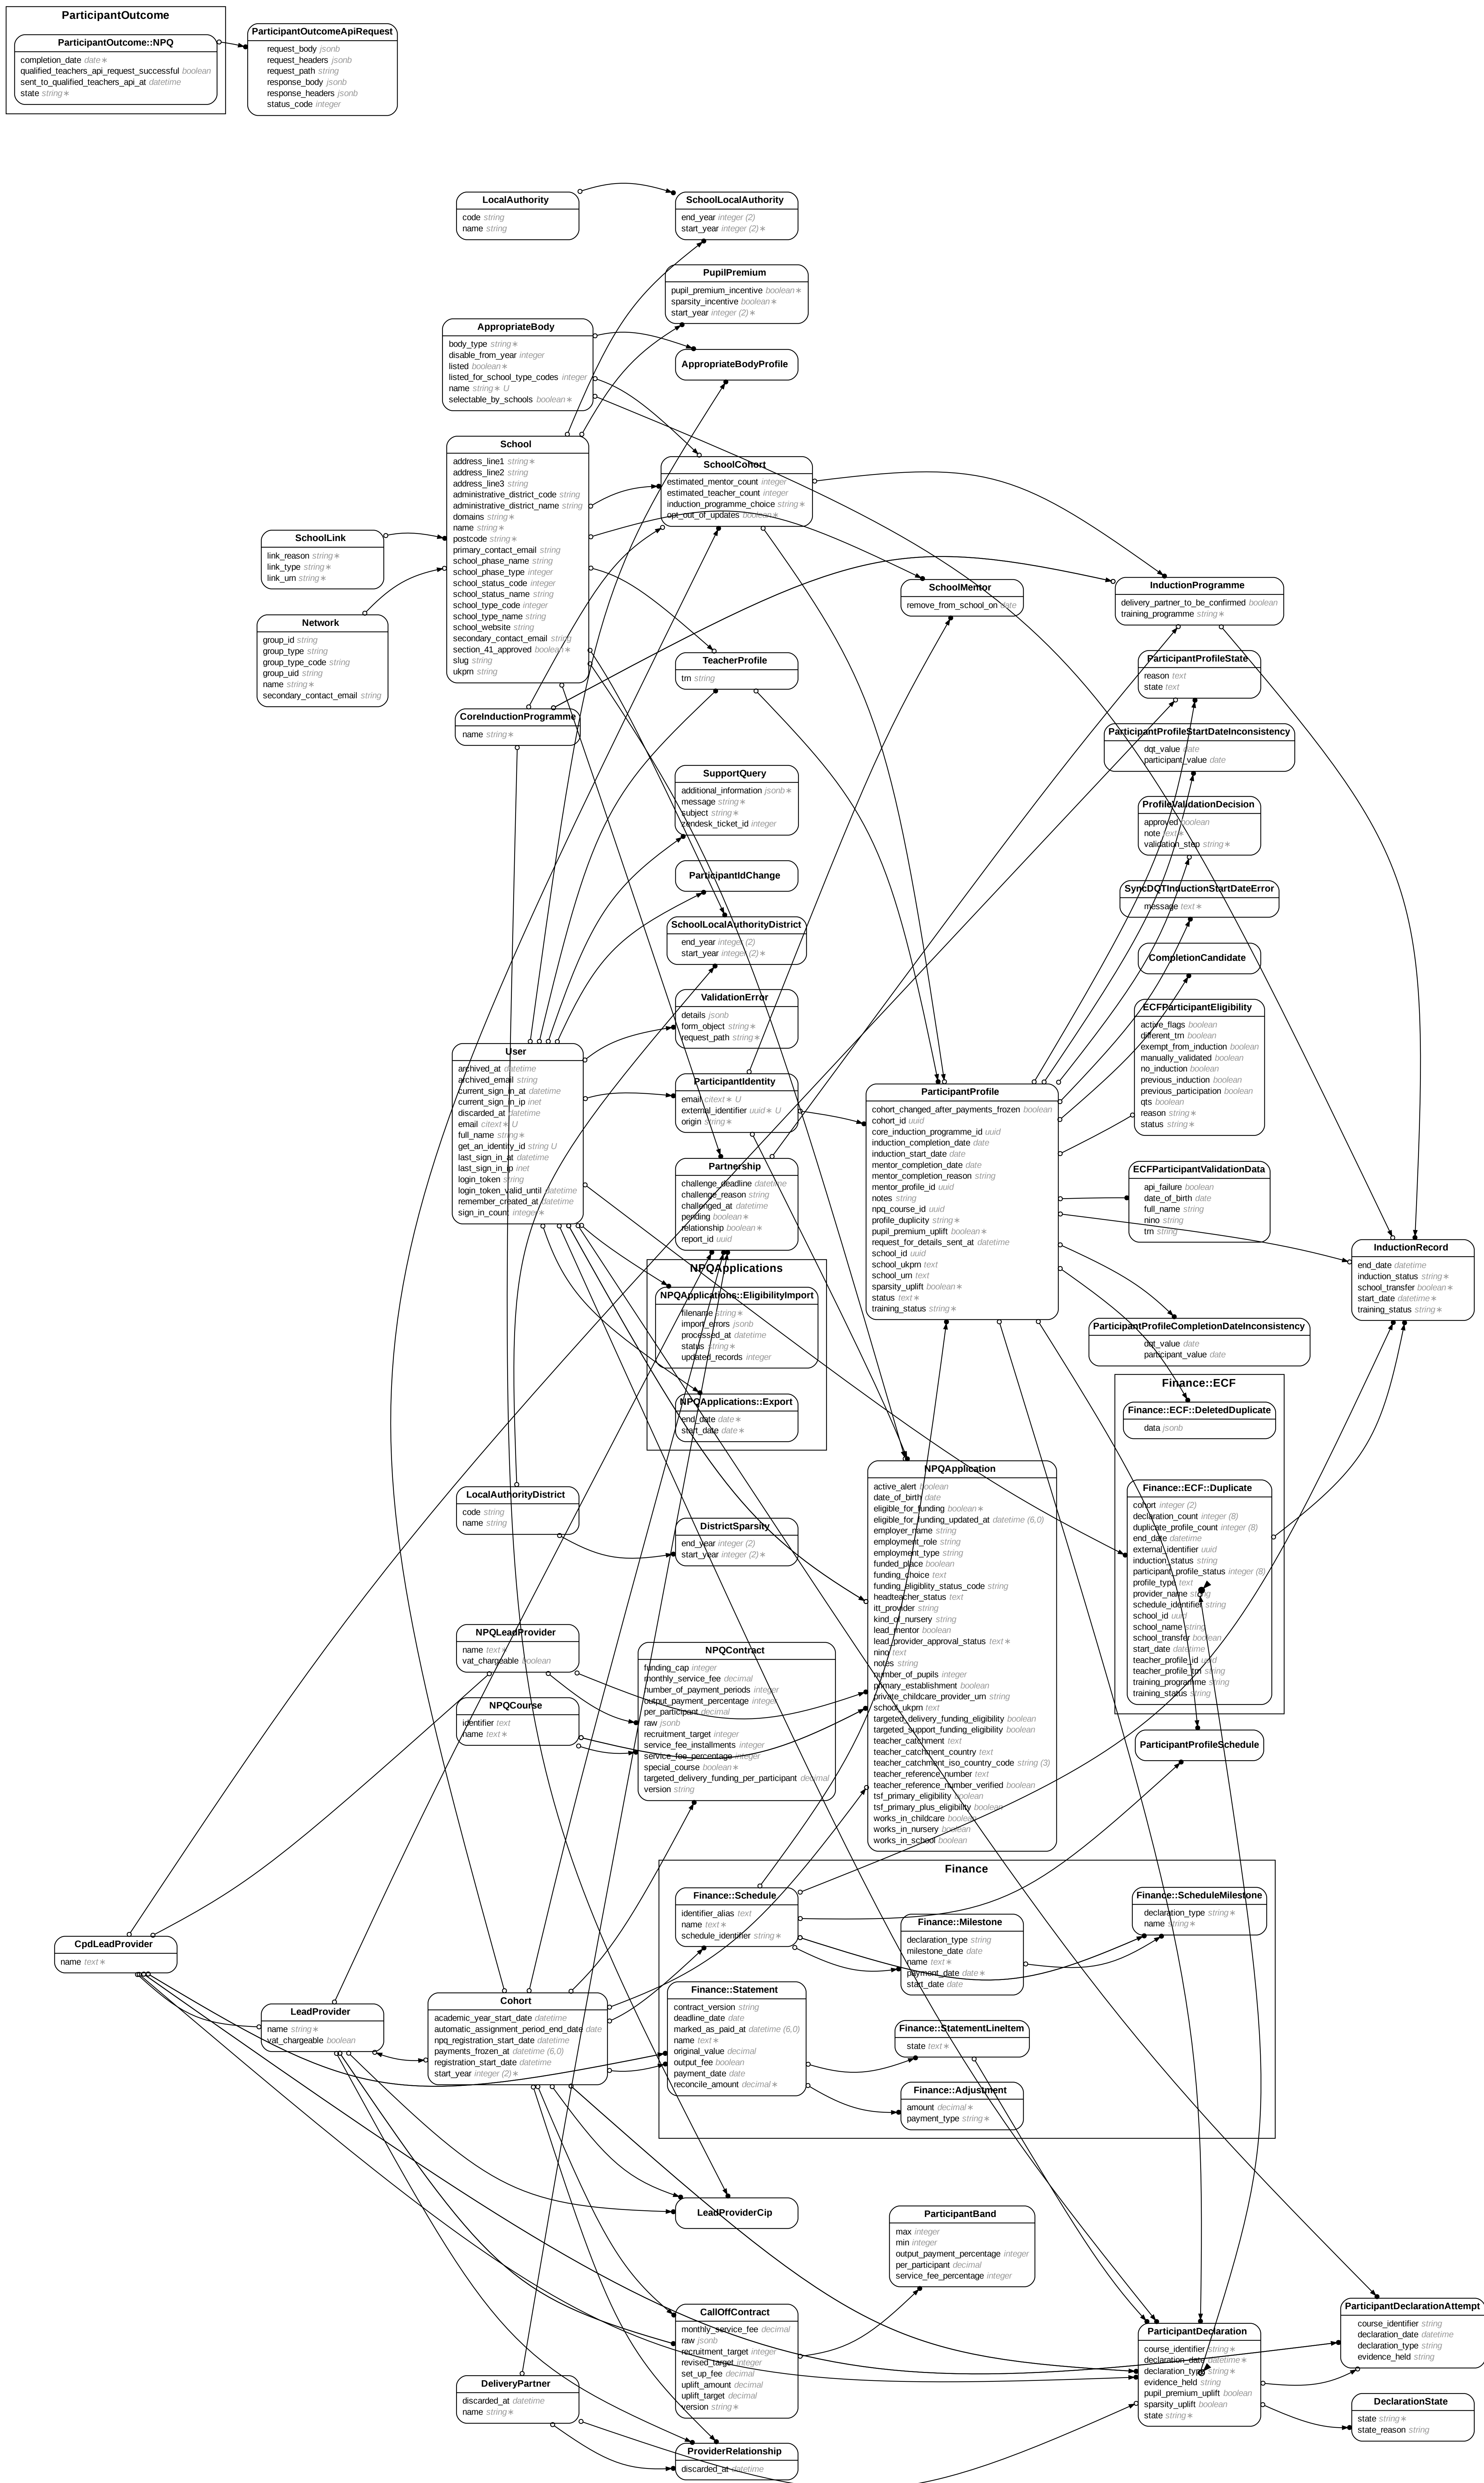 ParticipantOutcome
ParticipantOutcome::NPQ
completion_date date ∗
qualified_teachers_api_request_successful boolean
sent_to_qualified_teachers_api_at datetime
state string ∗
ParticipantOutcomeApiRequest
request_body jsonb
request_headers jsonb
request_path string
response_body jsonb
response_headers jsonb
status_code integer
LocalAuthority
code string
name string
SchoolLocalAuthority
end_year integer (2)
start_year integer (2) ∗
PupilPremium
pupil_premium_incentive boolean ∗
sparsity_incentive boolean ∗
start_year integer (2) ∗
AppropriateBody
body_type string ∗
disable_from_year integer
listed boolean ∗
listed_for_school_type_codes integer
name string ∗ U
selectable_by_schools boolean ∗
AppropriateBodyProfile
School
address_line1 string ∗
address_line2 string
address_line3 string
administrative_district_code string
administrative_district_name string
domains string ∗
name string ∗
postcode string ∗
primary_contact_email string
school_phase_name string
school_phase_type integer
school_status_code integer
school_status_name string
school_type_code integer
school_type_name string
school_website string
secondary_contact_email string
section_41_approved boolean ∗
slug string
ukprn string
SchoolCohort
estimated_mentor_count integer
estimated_teacher_count integer
induction_programme_choice string ∗
opt_out_of_updates boolean ∗
SchoolLink
link_reason string ∗
link_type string ∗
link_urn string ∗
Network
group_id string
group_type string
group_type_code string
group_uid string
name string ∗
secondary_contact_email string
SchoolMentor
remove_from_school_on date
InductionProgramme
delivery_partner_to_be_confirmed boolean
training_programme string ∗
TeacherProfile
trn string
ParticipantProfileState
reason text
state text
CoreInductionProgramme
name string ∗
ParticipantProfileStartDateInconsistency
dqt_value date
participant_value date
SupportQuery
additional_information jsonb ∗
message string ∗
subject string ∗
zendesk_ticket_id integer
ProfileValidationDecision
approved boolean
note text ∗
validation_step string ∗
ParticipantIdChange
SyncDQTInductionStartDateError
message text ∗
SchoolLocalAuthorityDistrict
end_year integer (2)
start_year integer (2) ∗
CompletionCandidate
ValidationError
details jsonb
form_object string ∗
request_path string ∗
ECFParticipantEligibility
active_flags boolean
different_trn boolean
exempt_from_induction boolean
manually_validated boolean
no_induction boolean
previous_induction boolean
previous_participation boolean
qts boolean
reason string ∗
status string ∗
User
archived_at datetime
archived_email string
current_sign_in_at datetime
current_sign_in_ip inet
discarded_at datetime
email citext ∗ U
full_name string ∗
get_an_identity_id string U
last_sign_in_at datetime
last_sign_in_ip inet
login_token string
login_token_valid_until datetime
remember_created_at datetime
sign_in_count integer ∗
ParticipantIdentity
email citext ∗ U
external_identifier uuid ∗ U
origin string ∗
ParticipantProfile
cohort_changed_after_payments_frozen boolean
cohort_id uuid
core_induction_programme_id uuid
induction_completion_date date
induction_start_date date
mentor_completion_date date
mentor_completion_reason string
mentor_profile_id uuid
notes string
npq_course_id uuid
profile_duplicity string ∗
pupil_premium_uplift boolean ∗
request_for_details_sent_at datetime
school_id uuid
school_ukprn text
school_urn text
sparsity_uplift boolean ∗
status text ∗
training_status string ∗
Partnership
challenge_deadline datetime
challenge_reason string
challenged_at datetime
pending boolean ∗
relationship boolean ∗
report_id uuid
ECFParticipantValidationData
api_failure boolean
date_of_birth date
full_name string
nino string
trn string
InductionRecord
end_date datetime
induction_status string ∗
school_transfer boolean ∗
start_date datetime ∗
training_status string ∗
NPQApplications
NPQApplications::EligibilityImport
filename string ∗
import_errors jsonb
processed_at datetime
status string ∗
updated_records integer
NPQApplications::Export
end_date date ∗
start_date date ∗
ParticipantProfileCompletionDateInconsistency
dqt_value date
participant_value date
Finance::ECF
Finance::ECF::DeletedDuplicate
data jsonb
Finance::ECF::Duplicate
cohort integer (2)
declaration_count integer (8)
duplicate_profile_count integer (8)
end_date datetime
external_identifier uuid
induction_status string
participant_profile_status integer (8)
profile_type text
provider_name string
schedule_identifier string
school_id uuid
school_name string
school_transfer boolean
start_date datetime
teacher_profile_id uuid
teacher_profile_trn string
training_programme string
training_status string
NPQApplication
active_alert boolean
date_of_birth date
eligible_for_funding boolean ∗
eligible_for_funding_updated_at datetime (6,0)
employer_name string
employment_role string
employment_type string
funded_place boolean
funding_choice text
funding_eligiblity_status_code string
headteacher_status text
itt_provider string
kind_of_nursery string
lead_mentor boolean
lead_provider_approval_status text ∗
nino text
notes string
number_of_pupils integer
primary_establishment boolean
private_childcare_provider_urn string
school_ukprn text
targeted_delivery_funding_eligibility boolean
targeted_support_funding_eligibility boolean
teacher_catchment text
teacher_catchment_country text
teacher_catchment_iso_country_code string (3)
teacher_reference_number text
teacher_reference_number_verified boolean
tsf_primary_eligibility boolean
tsf_primary_plus_eligibility boolean
works_in_childcare boolean
works_in_nursery boolean
works_in_school boolean
LocalAuthorityDistrict
code string
name string
DistrictSparsity
end_year integer (2)
start_year integer (2) ∗
NPQLeadProvider
name text ∗
vat_chargeable boolean
NPQCourse
identifier text
name text ∗
NPQContract
funding_cap integer
monthly_service_fee decimal
number_of_payment_periods integer
output_payment_percentage integer
per_participant decimal
raw jsonb
recruitment_target integer
service_fee_installments integer
service_fee_percentage integer
special_course boolean ∗
targeted_delivery_funding_per_participant decimal
version string
ParticipantProfileSchedule
Finance
Finance::Schedule
identifier_alias text
name text ∗
schedule_identifier string ∗
Finance::Milestone
declaration_type string
milestone_date date
name text ∗
payment_date date ∗
start_date date
Finance::ScheduleMilestone
declaration_type string ∗
name string ∗
CpdLeadProvider
name text ∗
Finance::Statement
contract_version string
deadline_date date
marked_as_paid_at datetime (6,0)
name text ∗
original_value decimal
output_fee boolean
payment_date date
reconcile_amount decimal ∗
Finance::StatementLineItem
state text ∗
Finance::Adjustment
amount decimal ∗
payment_type string ∗
LeadProvider
name string ∗
vat_chargeable boolean
Cohort
academic_year_start_date datetime
automatic_assignment_period_end_date date
npq_registration_start_date datetime
payments_frozen_at datetime (6,0)
registration_start_date datetime
start_year integer (2) ∗
LeadProviderCip
ParticipantBand
max integer
min integer
output_payment_percentage integer
per_participant decimal
service_fee_percentage integer
CallOffContract
monthly_service_fee decimal
raw jsonb
recruitment_target integer
revised_target integer
set_up_fee decimal
uplift_amount decimal
uplift_target decimal
version string ∗
ParticipantDeclaration
course_identifier string ∗
declaration_date datetime ∗
declaration_type string ∗
evidence_held string
pupil_premium_uplift boolean
sparsity_uplift boolean
state string ∗
ParticipantDeclarationAttempt
course_identifier string
declaration_date datetime
declaration_type string
evidence_held string
DeclarationState
state string ∗
state_reason string
DeliveryPartner
discarded_at datetime
name string ∗
ProviderRelationship
discarded_at datetime